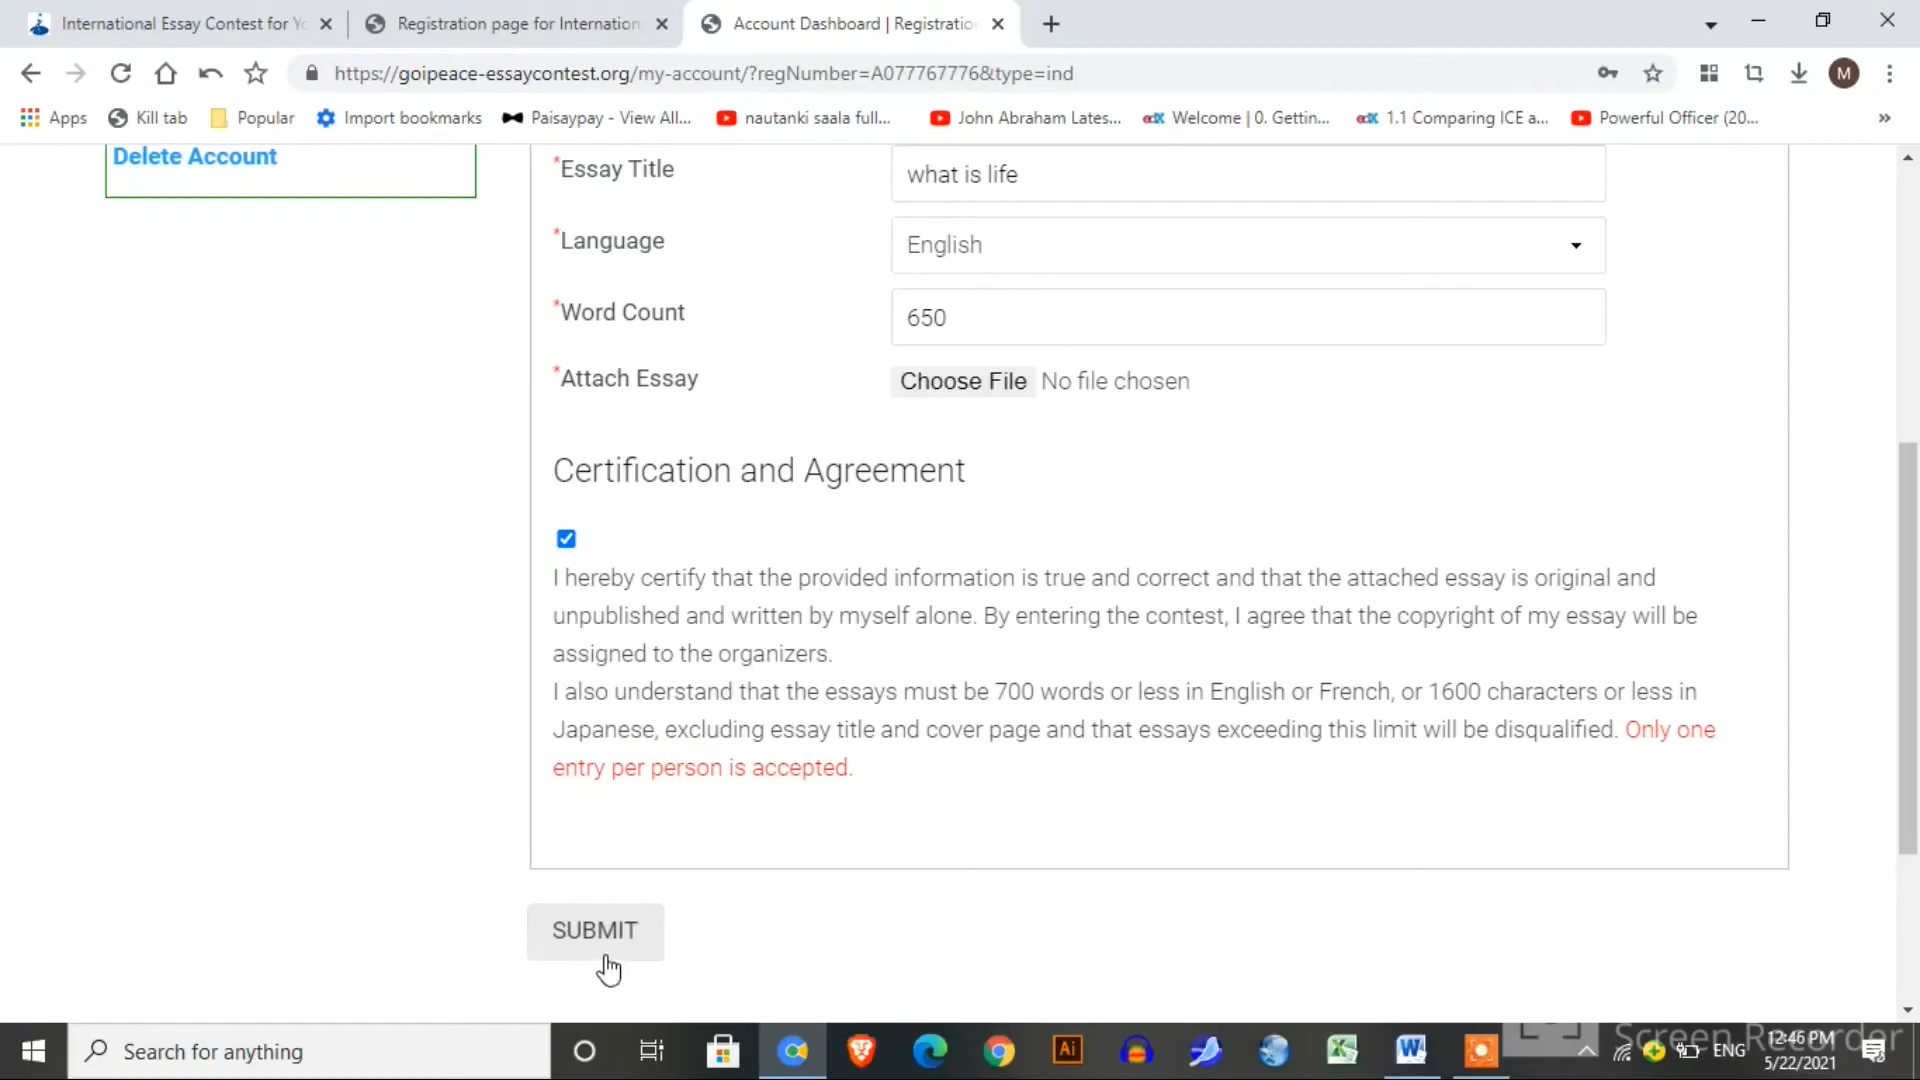 International Essay Contest for Yo
Registration page for Internation
Account Dashboard | Registratio
https://goipeace-essaycontest.org/my-account/?regNumber=A077767776&type=ind
M
Apps
Kill tab
Popular
Import bookmarks
Paisaypay - View All...
nautanki saala full...
John Abraham Lates...
edX
Welcome | 0. Gettin...
edX
1.1 Comparing ICE a...
Powerful Officer (20...
»
Delete Account
*Essay Title
what is life
*Language
English
*Word Count
650
*Attach Essay
Choose File No file chosen
Certification and Agreement
I hereby certify that the provided information is true and correct and that the attached essay is original and
unpublished and written by myself alone. By entering the contest, I agree that the copyright of my essay will be
assigned to the organizers.
I also understand that the essays must be 700 words or less in English or French, or 1600 characters or less in
Japanese, excluding essay title and cover page and that essays exceeding this limit will be disqualified. Only one
entry per person is accepted.
SUBMIT
Search for anything
Ai
ENG
Screen Recorder
12:46 PM
5/22/2021